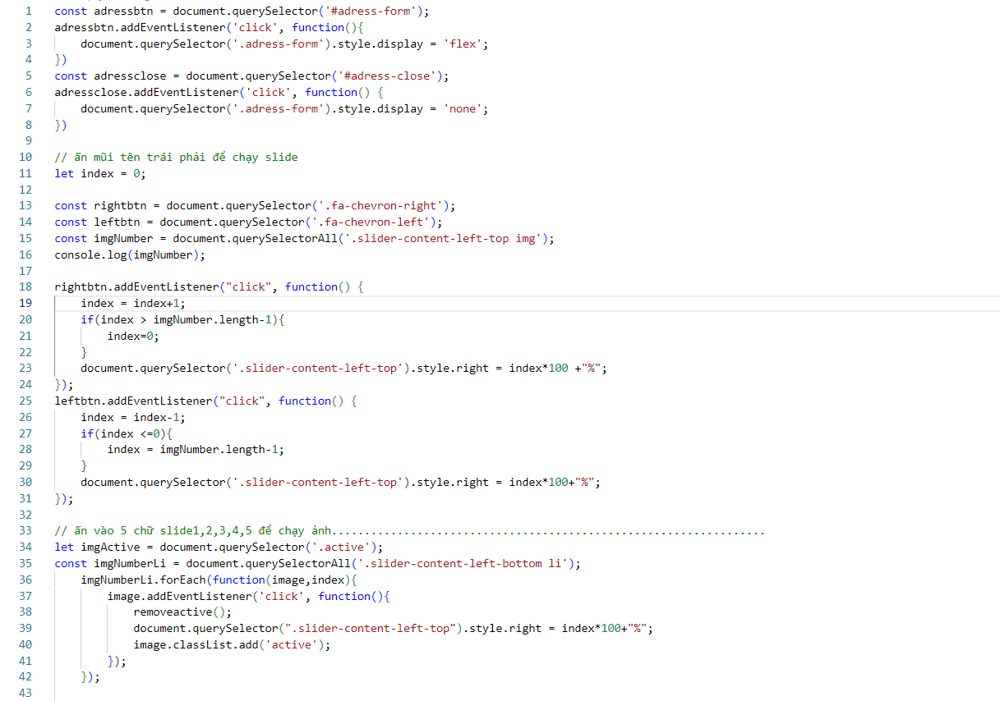 1 const adressbtn = document.querySelector('#adress-form');
2 adressbtn.addEventListener('click', function(){
3 document.querySelector('.adress-form').style.display = 'flex';
4 })
5 const adressclose = document.querySelector('#adress-close');
6 adressclose.addEventListener('click', function() {
7 document.querySelector('.adress-form').style.display = 'none';
8 })
9
10 // ấn mũi tên trái phải để chạy slide
11 let index = 0;
12
13 const rightbtn = document.querySelector('.fa-chevron-right');
14 const leftbtn = document.querySelector('.fa-chevron-left');
15 const imgNumber = document.querySelectorAll('.slider-content-left-top img');
16 console.log(imgNumber);
17
18 rightbtn.addEventListener("click", function() {
19 index = index+1;
20 if(index > imgNumber.length-1){
21 index=0;
22 }
23 document.querySelector('.slider-content-left-top').style.right = index*100 +"%";
24 });
25 leftbtn.addEventListener("click", function() {
26 index = index-1;
27 if(index <=0){
28 index = imgNumber.length-1;
29 }
30 document.querySelector('.slider-content-left-top').style.right = index*100+"%";
31 });
32
33 // ấn vào 5 chữ slide1,2,3,4,5 để chạy ảnh..................................................................
34 let imgActive = document.querySelector('.active');
35 const imgNumberLi = document.querySelectorAll('.slider-content-left-bottom li');
36 imgNumberLi.forEach(function(image,index){
37 image.addEventListener('click', function(){
38 removeactive();
39 document.querySelector(".slider-content-left-top").style.right = index*100+"%";
40 image.classList.add('active');
41 });
42 });
43